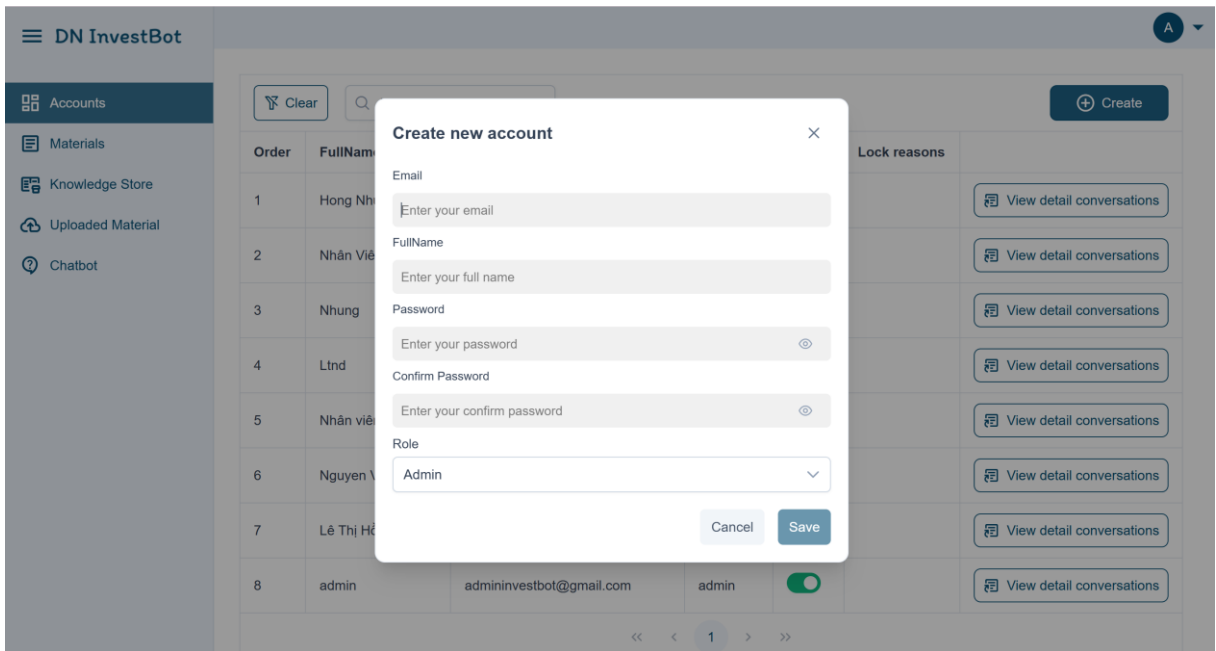 DN InvestBot
A
Accounts
Materials
Knowledge Store
Uploaded Material
Chatbot
Clear
Create
Order FullName Lock reasons
1 Hong View detail conversations
2 Nhân View detail conversations
3 Nhung View detail conversations
4 Ltnd View detail conversations
5 Nhân View detail conversations
6 Nguyen View detail conversations
7 Lê Thị View detail conversations
8 admin admininvestbot@gmail.com admin View detail conversations
<< < 1 > >>
Create new account
Email
Enter your email
FullName
Enter your full name
Password
Enter your password
Confirm Password
Enter your confirm password
Role
Admin
Cancel Save